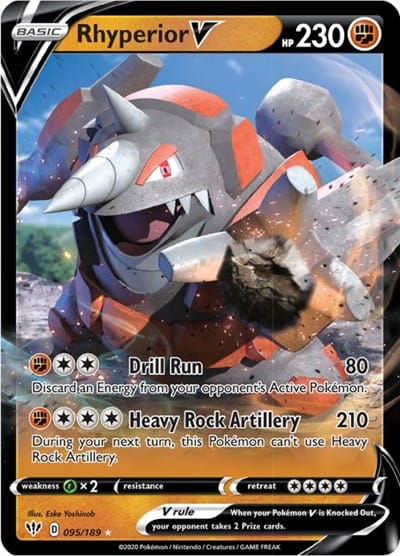 BASIC Rhyperior V HP 230
Drill Run 80
Discard an Energy from your opponent's Active Pokémon.
Heavy Rock Artillery 210
During your next turn, this Pokémon can't use Heavy
Rock Artillery.
weakness ×2 resistance retreat
Illus. Eske Yoshinob
V rule When your Pokémon V is Knocked Out,
your opponent takes 2 Prize cards.
D 095/189
©2020 Pokémon / Nintendo / Creatures / GAME FREAK